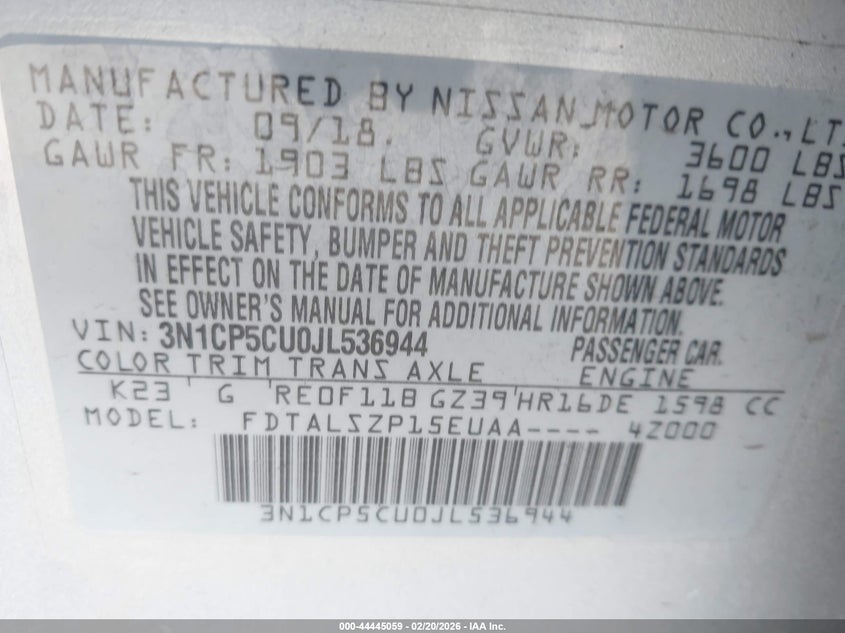 MANUFACTURED BY NISSAN MOTOR CO., LT
DATE: 09/18. GVWR: 3600 LBS
GAWR FR: 1903 LBS GAWR RR: 1698 LBS
THIS VEHICLE CONFORMS TO ALL APPLICABLE FEDERAL MOTOR
VEHICLE SAFETY, BUMPER AND THEFT PREVENTION STANDARDS
IN EFFECT ON THE DATE OF MANUFACTURE SHOWN ABOVE.
SEE OWNER'S MANUAL FOR ADDITIONAL INFORMATION.
VIN: 3N1CP5CU0JL536944 PASSENGER CAR.
COLOR TRIM TRANS AXLE ENGINE
K23 G RE0F11B GZ39 HR16DE 1598 CC
MODEL: FDTALSZP15EUAA---- 4Z000
3N1CP5CU0JL536944
000-44445059 - 02/20/2026 - IAA Inc.